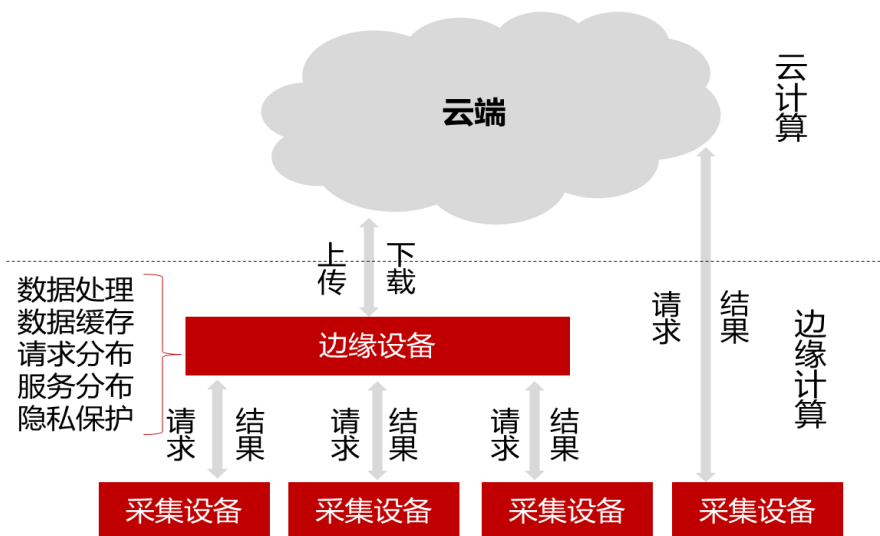 云端
云计算
上传
下载
数据处理
数据缓存
请求分布
服务分布
隐私保护
边缘设备
请求
结果
边缘计算
请求
结果
请求
结果
请求
结果
采集设备
采集设备
采集设备
采集设备